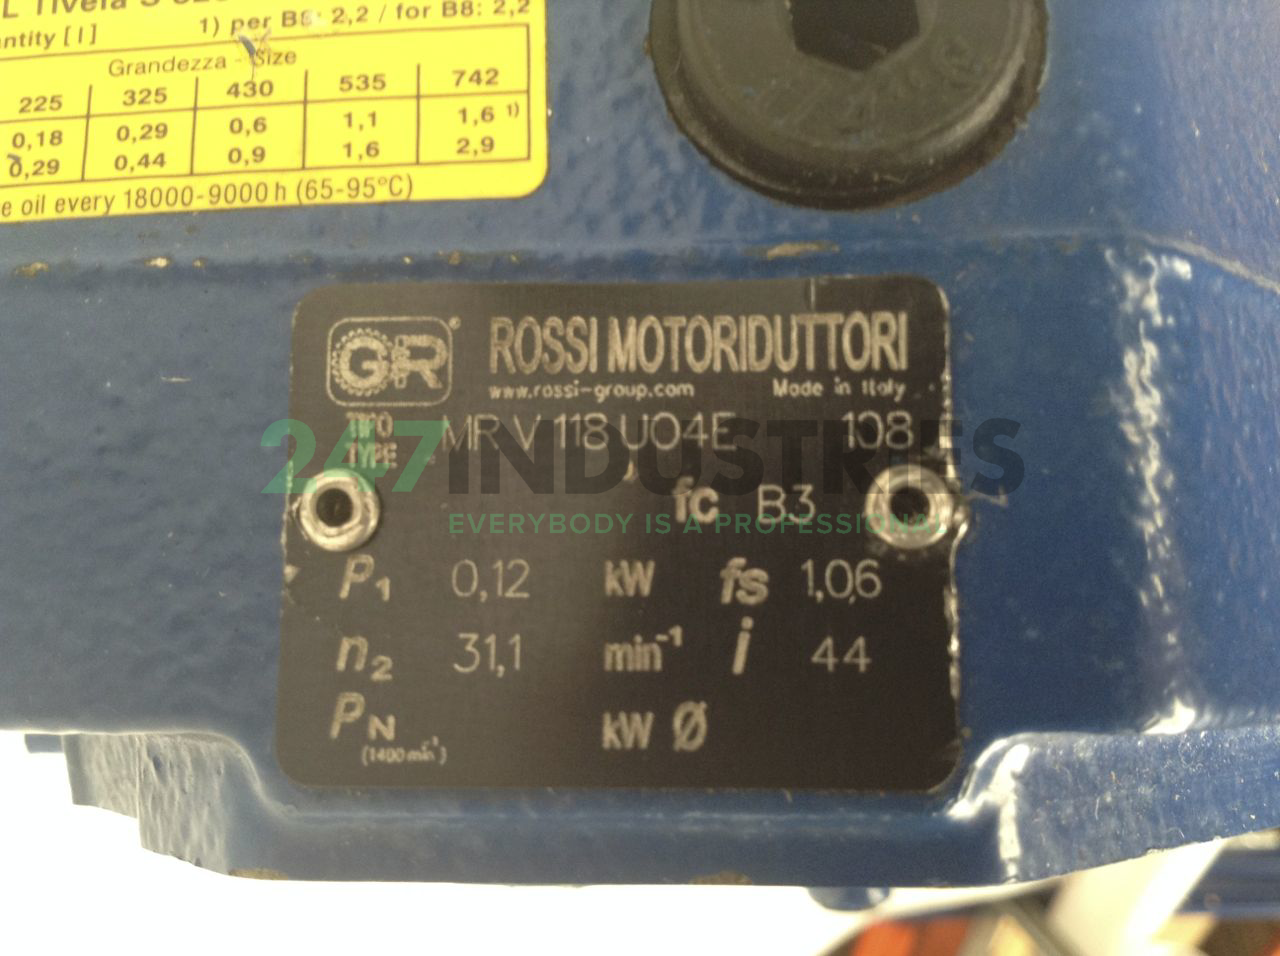 L Tivela S
antity [ l ] 1) per B8: 2,2 / for B8: 2,2
Grandezza - Size
225 325 430 535 742
0,18 0,29 0,6 1,1 1,6 1)
0,29 0,44 0,9 1,6 2,9
e oil every 18000-9000 h (65-95°C)
GR ® ROSSI MOTORIDUTTORI
www.rossi-group.com Made in Italy
TIPO
TYPE MR V 118 UO4E 108
247INDUSTRIES
fc B3
EVERYBODY IS A PROFESSIONAL
P1 0,12 kW fs 1,06
n2 31,1 min-1 i 44
PN kW Ø
(1400 min-1)